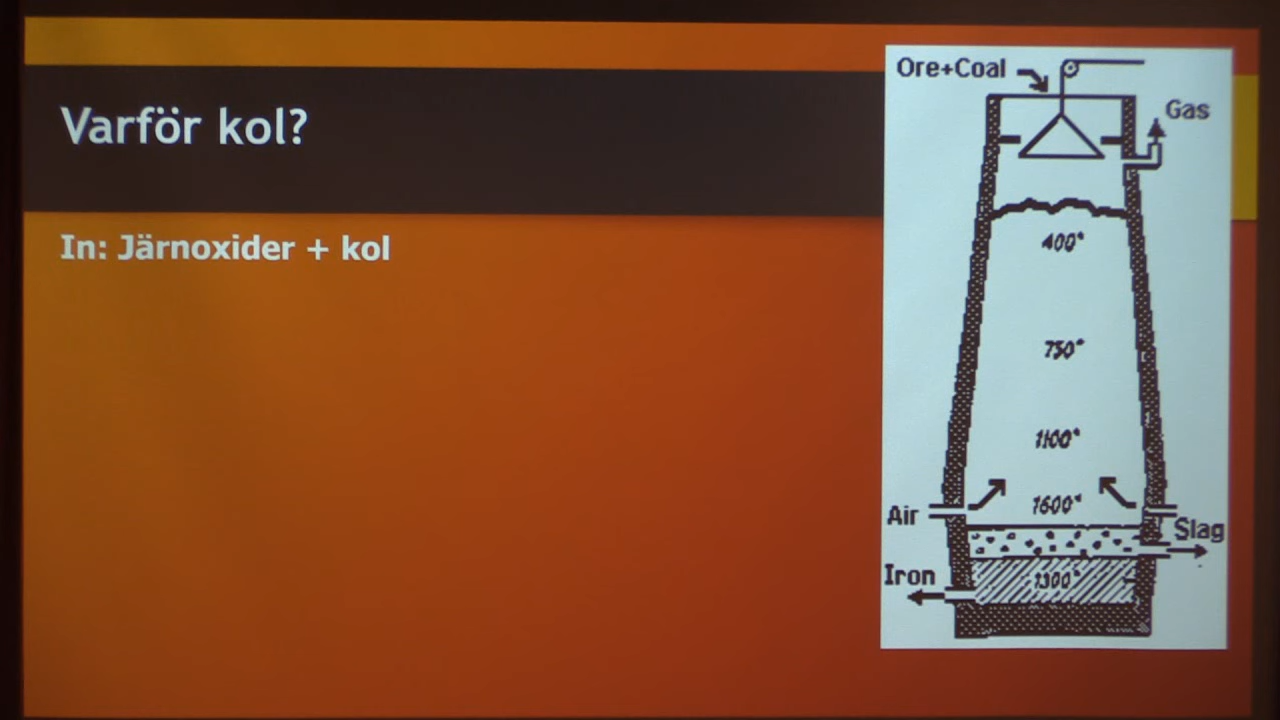 Varför kol?
In: Järnoxider + kol
Ore+Coal
Gas
400°
750°
1100°
1600°
Air
Slag
Iron
1300°